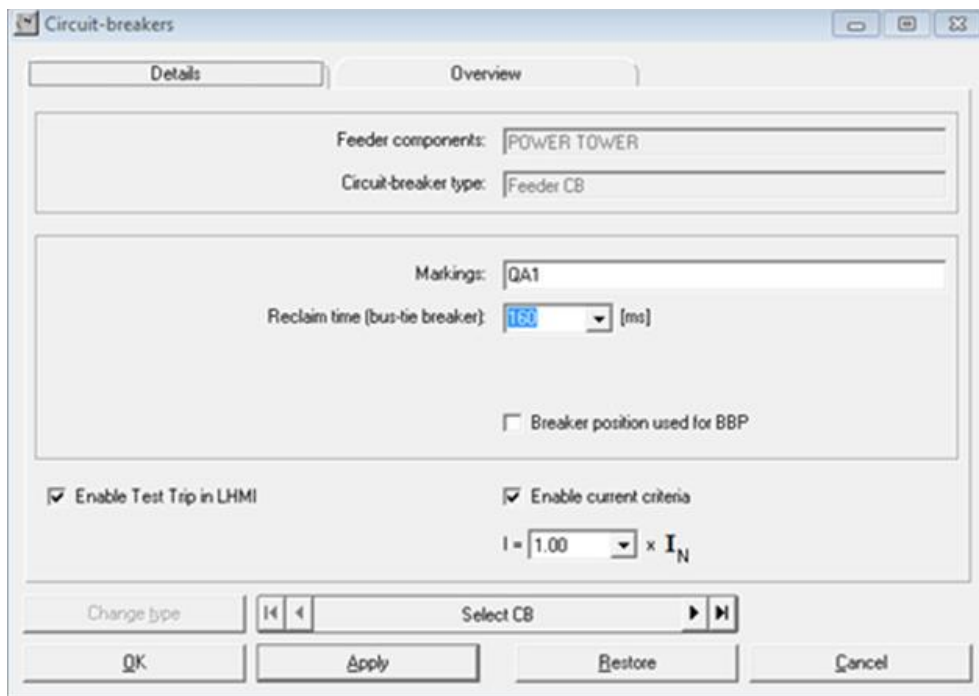 Circuit-breakers
Details
Overview
Feeder components: POWER TOWER
Circuit-breaker type: Feeder CB
Markings: QA1
Reclaim time (bus-tie breaker): 160 [ms]
Breaker position used for BBP
Enable Test Trip in LHMI
Enable current criteria
I = 1.00 x I_N
Change type
Select CB
OK
Apply
Restore
Cancel